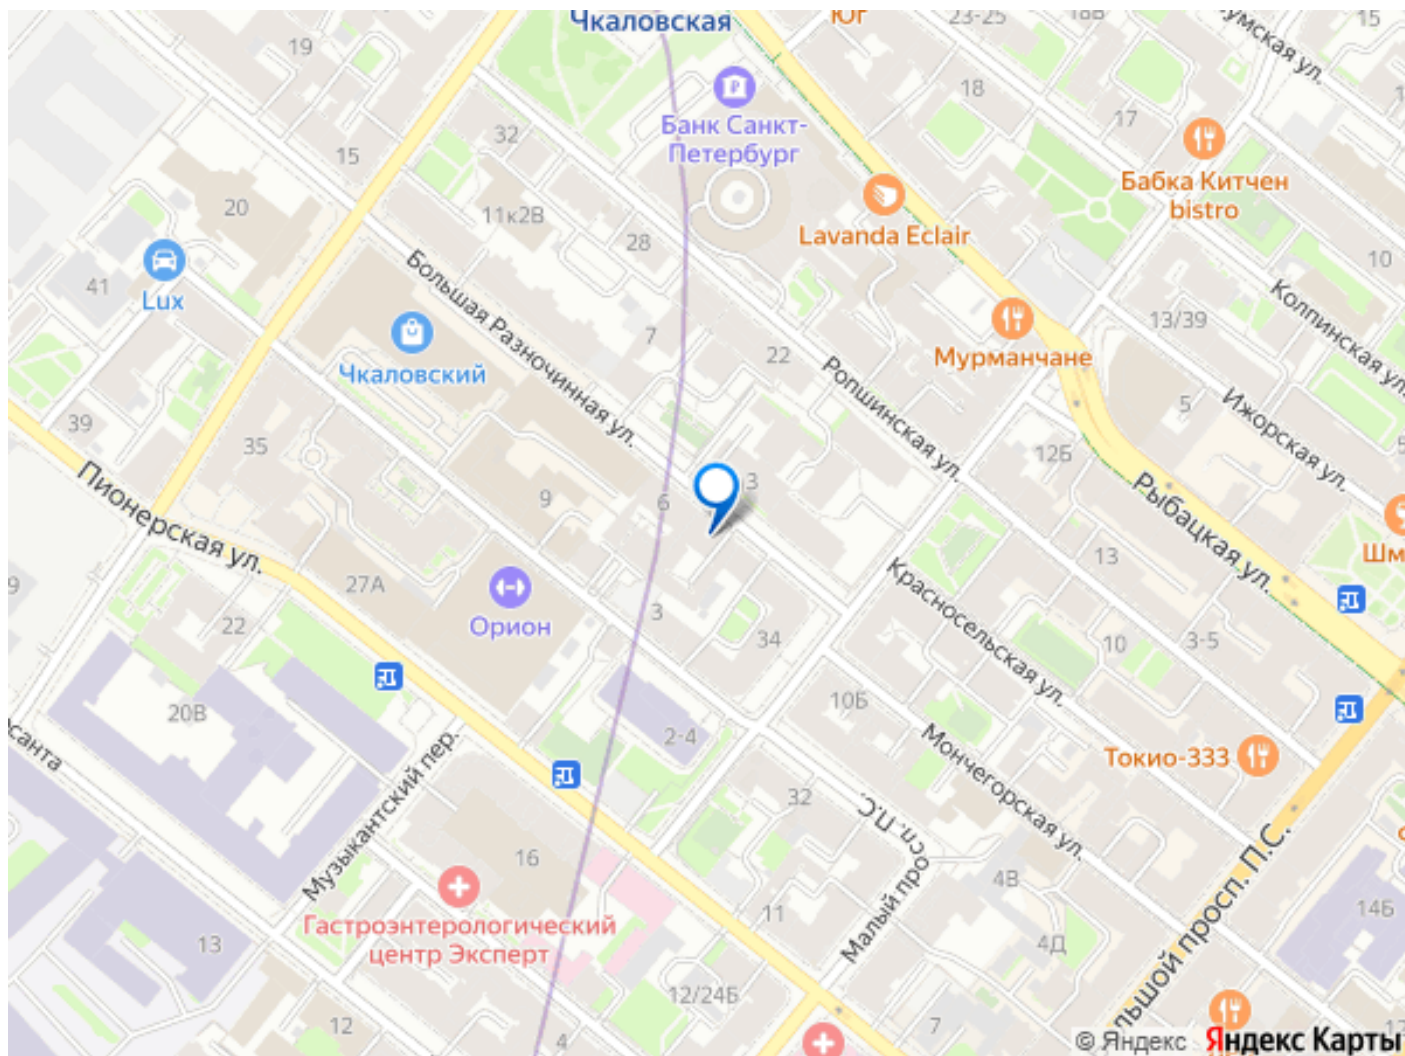 Чкаловская
Юг
23-25
18В
15
19
18
17
Банк Санкт-
Петербург
32
15
Бабка Китчен
bistro
20
11к2В
28
Lavanda Eclair
10
41
Lux
Большая Разночинная ул.
7
22
Мурманчане
13/39
Колпинская ул.
Чкаловский
Ропшинская ул.
5
Ижорская ул.
39
35
12Б
Пионерская ул.
9
6
3
Рыбацкая ул.
13
27А
Орион
22
3
34
Красносельская ул.
10
3-5
20В
10Б
2-4
Музыкантский пер.
Мончегорская ул.
Токио-333
32
Малый просп. П.С.
16
4В
14Б
Гастроэнтерологический
центр Эксперт
13
11
4Д
12/24Б
12
4
7
© Яндекс Яндекс Карты